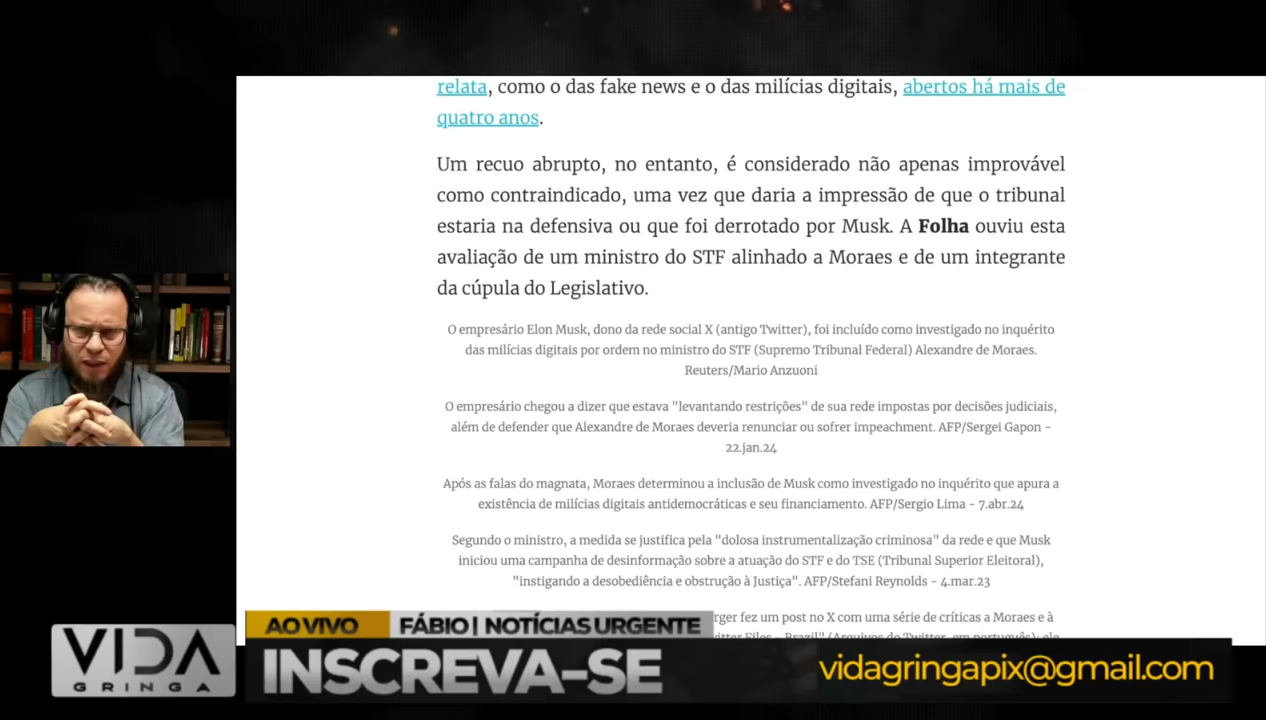 relata, como o das fake news e o das milícias digitais, abertos há mais de
quatro anos.
Um recuo abrupto, no entanto, é considerado não apenas improvável
como contraindicado, uma vez que daria a impressão de que o tribunal
estaria na defensiva ou que foi derrotado por Musk. A Folha ouviu esta
avaliação de um ministro do STF alinhado a Moraes e de um integrante
da cúpula do Legislativo.
O empresário Elon Musk, dono da rede social X (antigo Twitter), foi incluído como investigado no inquérito
das milícias digitais por ordem no ministro do STF (Supremo Tribunal Federal) Alexandre de Moraes.
Reuters/Mario Anzuoni
O empresário chegou a dizer que estava "levantando restrições" de sua rede impostas por decisões judiciais,
além de defender que Alexandre de Moraes deveria renunciar ou sofrer impeachment. AFP/Sergei Gapon -
22.jan.24
Após as falas do magnata, Moraes determinou a inclusão de Musk como investigado no inquérito que apura a
existência de milícias digitais antidemocráticas e seu financiamento. AFP/Sergio Lima - 7.abr.24
Segundo o ministro, a medida se justifica pela "dolosa instrumentalização criminosa" da rede e que Musk
iniciou uma campanha de desinformação sobre a atuação do STF e do TSE (Tribunal Superior Eleitoral),
"instigando a desobediência e obstrução à Justiça". AFP/Stefani Reynolds - 4.mar.23
rger fez um post no X com uma série de críticas a Moraes e à
itter Files - Brazil" (Arquivos do Twitter, em português); ele
AO VIVO FÁBIO | NOTÍCIAS URGENTE
VIDA
GRINGA
INSCREVA-SE
vidagringapix@gmail.com